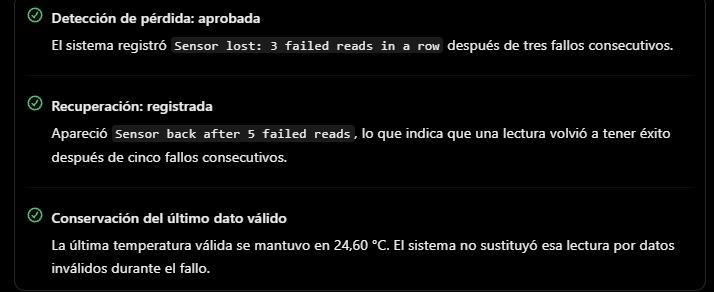 Detección de pérdida: aprobada
El sistema registró Sensor lost: 3 failed reads in a row después de tres fallos consecutivos.
Recuperación: registrada
Apareció Sensor back after 5 failed reads, lo que indica que una lectura volvió a tener éxito
después de cinco fallos consecutivos.
Conservación del último dato válido
La última temperatura válida se mantuvo en 24,60 °C. El sistema no sustituyó esa lectura por datos
inválidos durante el fallo.